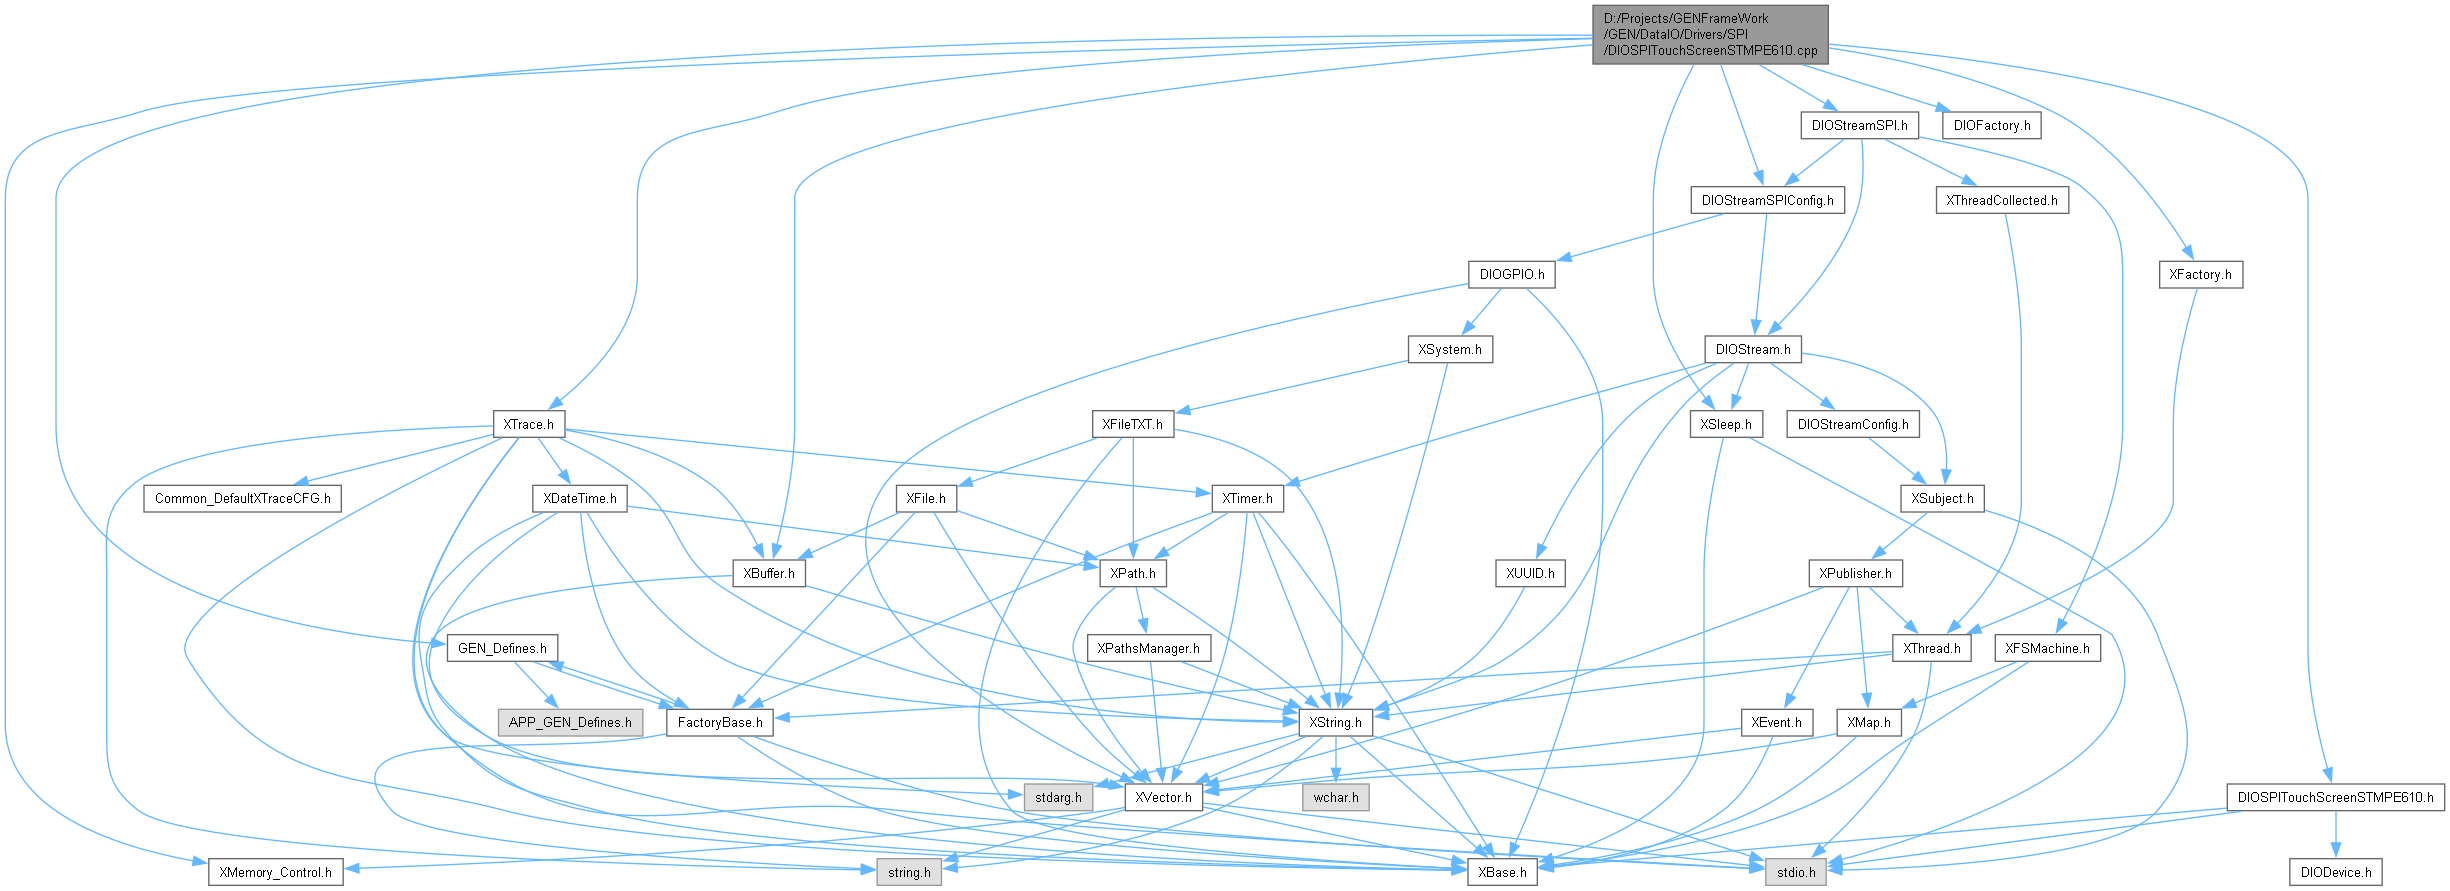 D:/Projects/GENFrameWork
/GEN/DataIO/Drivers/SPI
/DIOSPITouchScreenSTMPE610.cpp
DIOStreamSPI.h
DIOFactory.h
DIOStreamSPIConfig.h
XThreadCollected.h
DIOGPIO.h
XFactory.h
XSystem.h
DIOStream.h
XTrace.h
XFileTXT.h
XSleep.h
DIOStreamConfig.h
Common_DefaultXTraceCFG.h
XDateTime.h
XFile.h
XTimer.h
XSubject.h
XBuffer.h
XPath.h
XUUID.h
XPublisher.h
GEN_Defines.h
XPathsManager.h
XThread.h
XFSMachine.h
APP_GEN_Defines.h
FactoryBase.h
XString.h
XEvent.h
XMap.h
stdarg.h
XVector.h
wchar.h
DIOSPITouchScreenSTMPE610.h
XMemory_Control.h
string.h
XBase.h
stdio.h
DIODevice.h